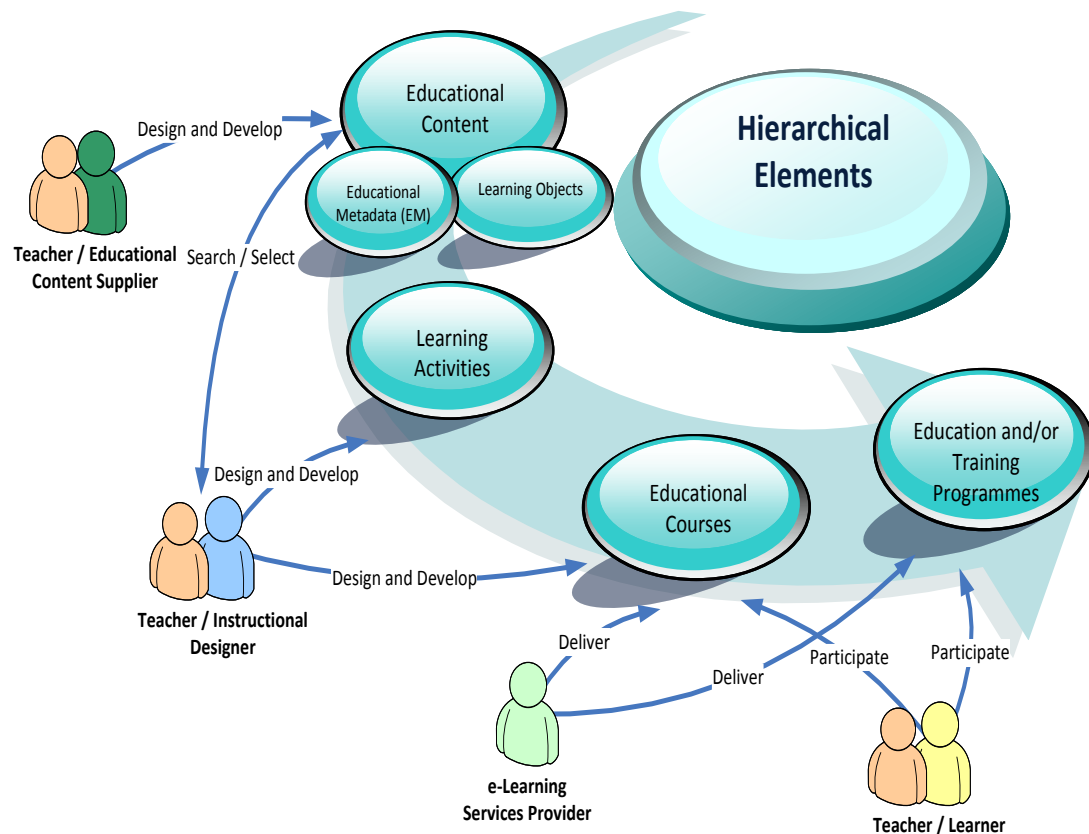 Educational
Content
Hierarchical
Elements
Design and Develop
Educational
Metadata (EM)
Learning Objects
Teacher / Educational
Content Supplier
Search / Select
Learning
Activities
Education and/or
Training
Programmes
Design and Develop
Educational
Courses
Design and Develop
Teacher / Instructional
Designer
Deliver
Participate
Participate
Deliver
e-Learning
Services Provider
Teacher / Learner